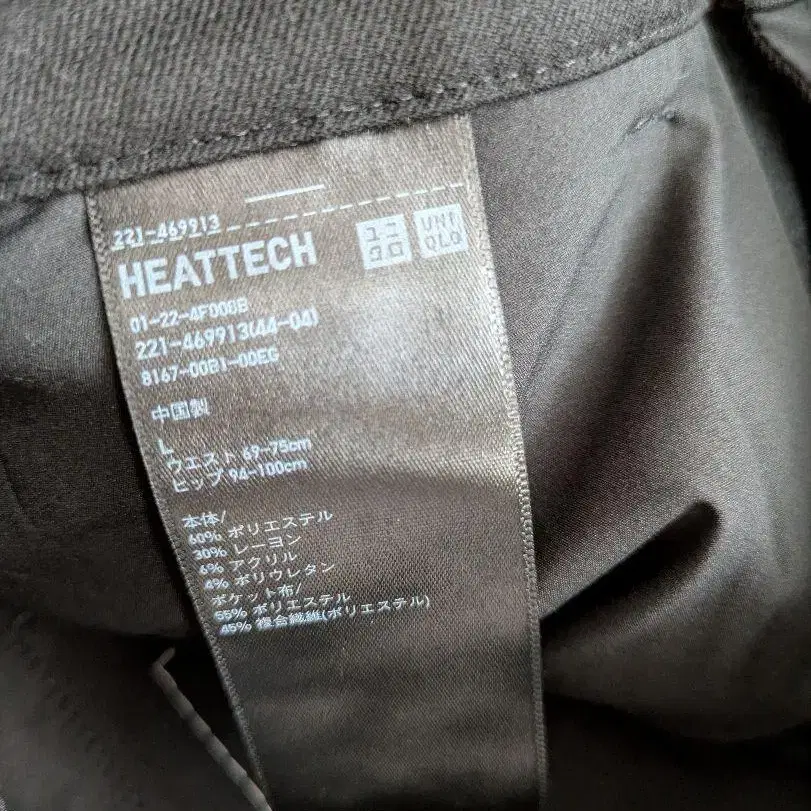 221-469913
ユニ
クロ
UNI
QLO
HEATTECH
01-22-4F008B
221-469913(44-04)
8167-00B1-00EG
中国製
L
ウエスト 69-75cm
ヒップ 94-100cm
本体/
60% ポリエステル
30% レーヨン
6% アクリル
4% ポリウレタン
ポケット布/
55% ポリエステル
45% 複合繊維(ポリエステル)